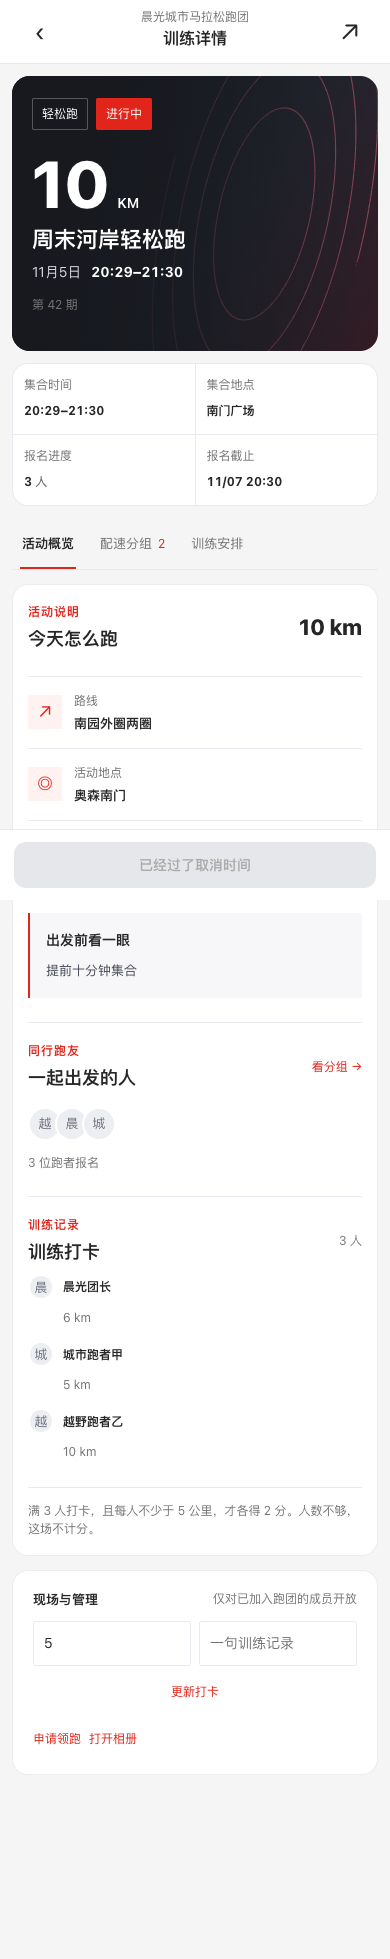 晨光城市马拉松跑团
训练详情
轻松跑 进行中
10 KM
周末河岸轻松跑
11月5日 20:29–21:30
第 42 期
集合时间 集合地点
20:29–21:30 南门广场
报名进度 报名截止
3 人 11/07 20:30
活动概览 配速分组 2 训练安排
活动说明
今天怎么跑 10 km
路线
南园外圈两圈
活动地点
奥森南门
已经过了取消时间
出发前看一眼
提前十分钟集合
同行跑友
一起出发的人 看分组 →
越 晨 城
3 位跑者报名
训练记录
训练打卡 3 人
晨 晨光团长
6 km
城 城市跑者甲
5 km
越 越野跑者乙
10 km
满 3 人打卡，且每人不少于 5 公里，才各得 2 分。人数不够，
这场不计分。
现场与管理 仅对已加入跑团的成员开放
5 一句训练记录
更新打卡
申请领跑 打开相册